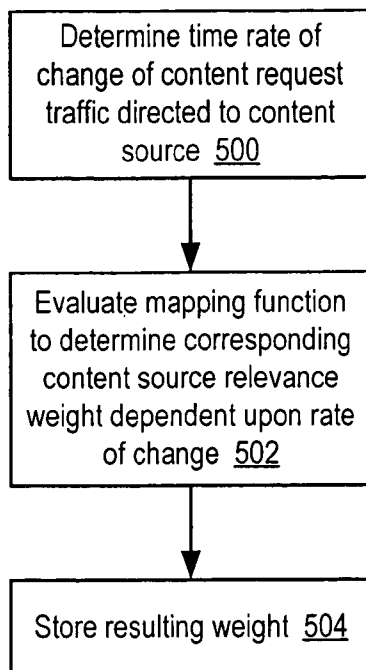 Determine time rate of
change of content request
traffic directed to content
source 500
Evaluate mapping function
to determine corresponding
content source relevance
weight dependent upon rate
of change 502
Store resulting weight 504